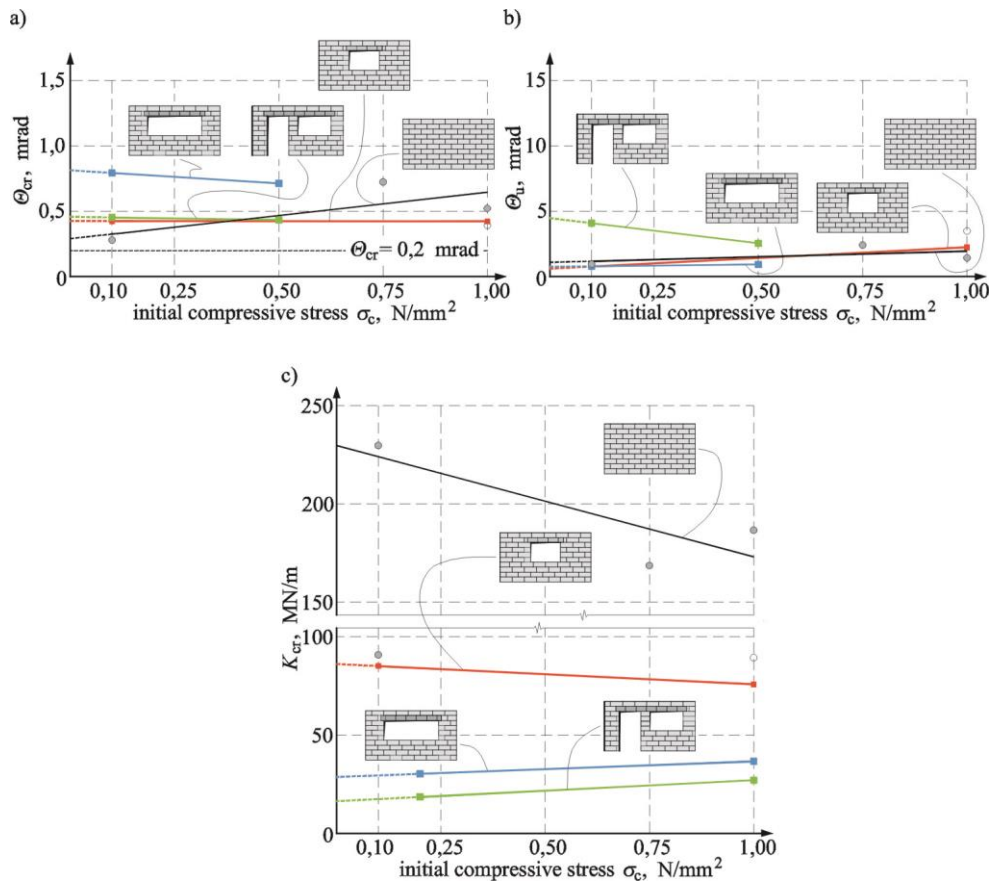 a)
1,5
1,0
0,5
0
Θcr, mrad
Θcr = 0,2 mrad
0,10 0,25 0,50 0,75 1,00
initial compressive stress σc, N/mm²
b)
15
10
5
0
Θu, mrad
0,10 0,25 0,50 0,75 1,00
initial compressive stress σc, N/mm²
c)
250
200
150
100
50
0
Kcr, MN/m
0,10 0,25 0,50 0,75 1,00
initial compressive stress σc, N/mm²